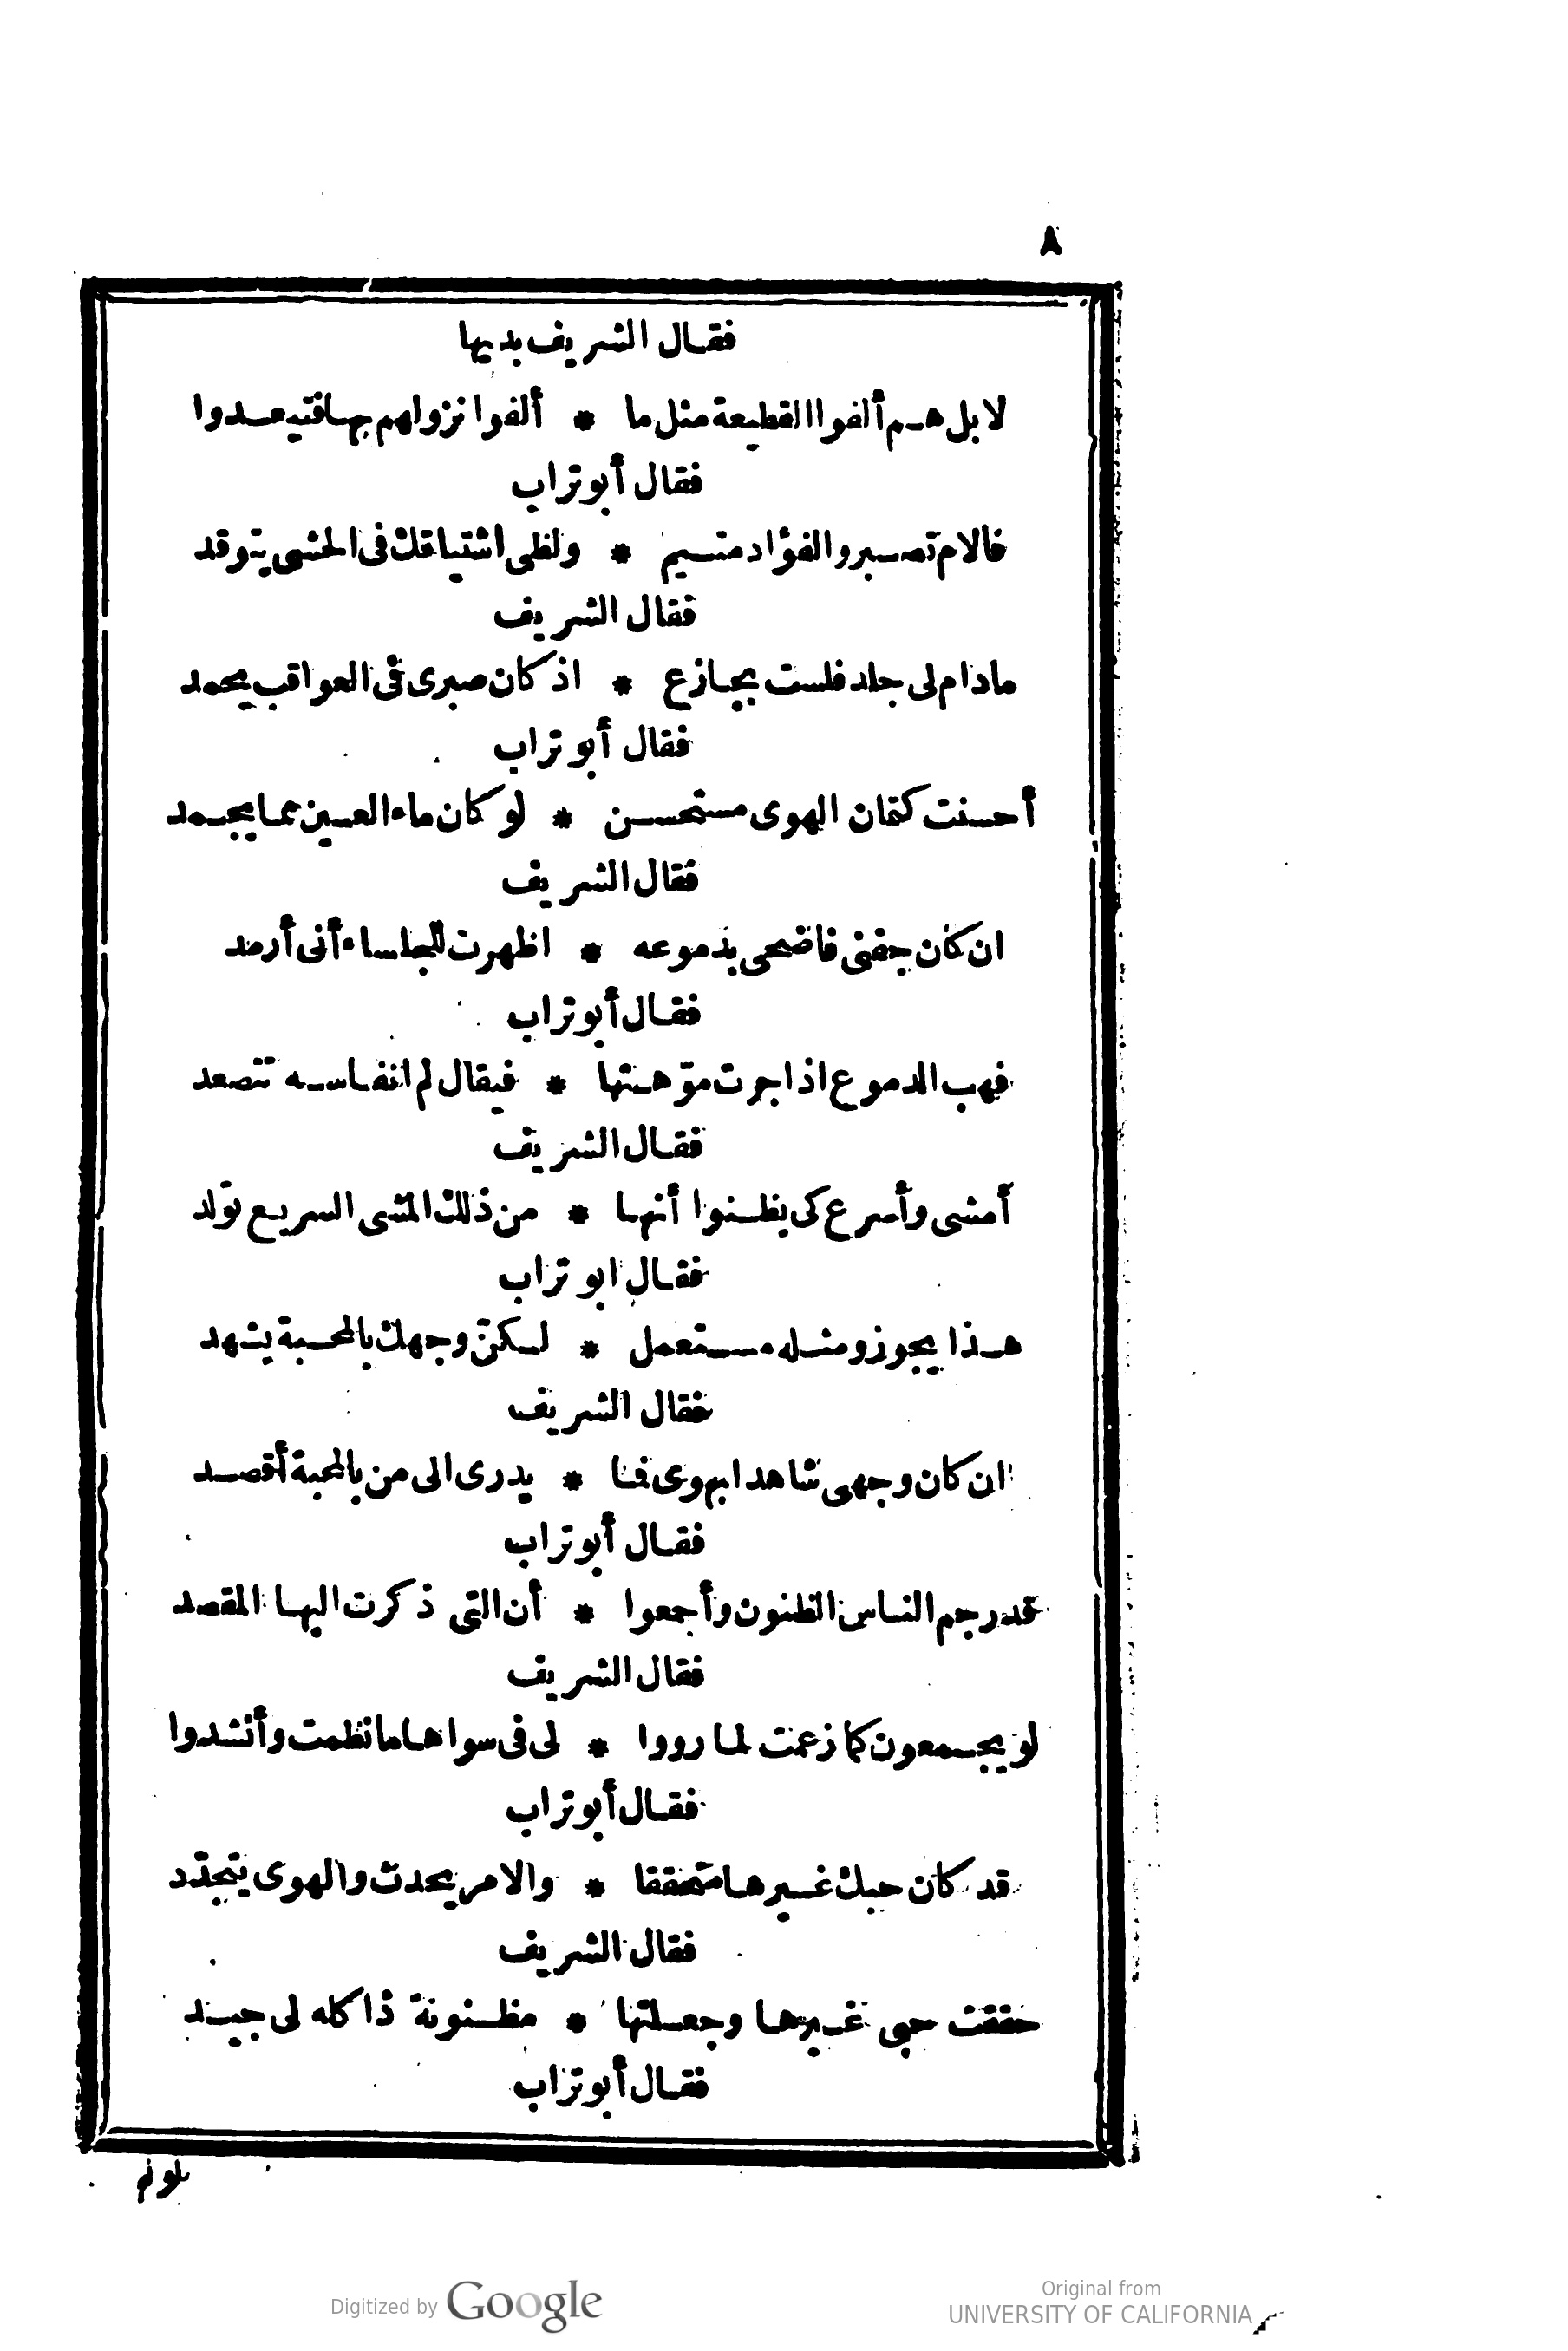 ٨
فقال الشريف بديها
لا بل هم ألفوا القطيعة مثل ما * ألفوا نزولهم بها فتبعدوا
فقال أبو تراب
فالام تصبر والفؤاد متيم * ولظى اشتياقك فى الحشى يتوقد
فقال الشريف
مادام لى جلد فلست بجازع * اذ كان صبرى فى العواقب يحمد
فقال أبو تراب
أحسنت كتمان الهوى مستحسن * لو كان ماء العين مما يجمد
فقال الشريف
ان كان جفنى فاضحى بدموعه * اظهرت للجلساء أنى أرمد
فقال أبو تراب
فهب الدموع اذا جرت موّهتها * فيقال لم انفاسه تتصعد
فقال الشريف
أمشى وأسرع كى يظنوا أنها * من ذلك المشى السريع تولد
فقال ابو تراب
هذا يجوز ومثله مستعمل * لكنّ وجهك بالمحبة يشهد
فقال الشريف
ان كان وجهى شاهدا بهوى فما * يدرى الى من بالمحبة أقصد
فقال أبو تراب
قد رجم الناس الظنون وأجمعوا * أن التى ذكرت اليها المقصد
فقال الشريف
لو يجمعون كما زعمت لما رووا * لى فى سواها ما نظمت وأنشدوا
فقال أبو تراب
قد كان حبك غيرها متحققا * والامر يحدث والهوى يتجدّد
فقال الشريف
حققت حبى غيرها وجعلتها * مظنونة ذا كله لى جيد
فقال أبو تراب
Digitized by Google
Original from
UNIVERSITY OF CALIFORNIA